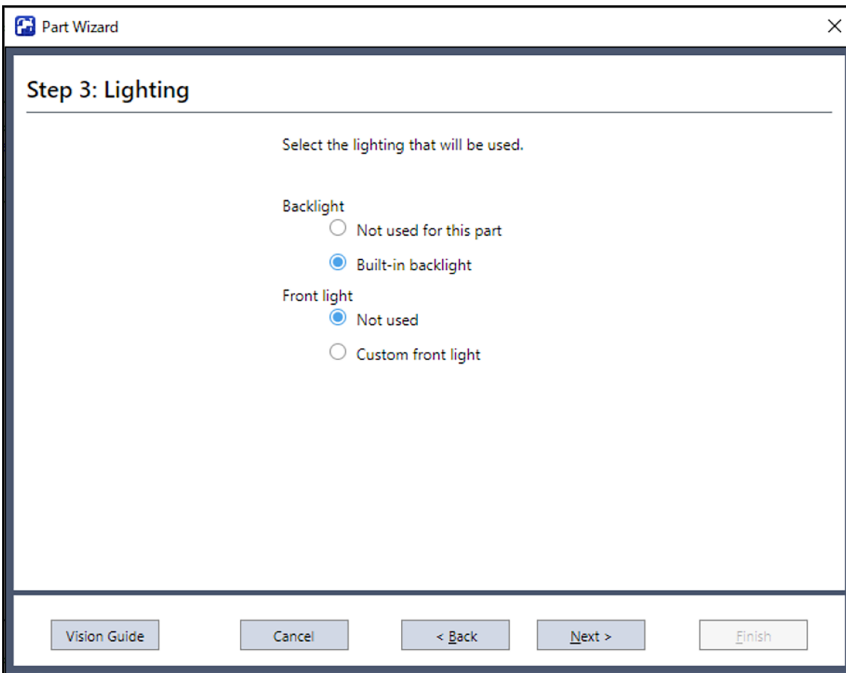 Part Wizard
Step 3: Lighting
Select the lighting that will be used.
Backlight
Not used for this part
Built-in backlight
Front light
Not used
Custom front light
Vision Guide
Cancel
< Back
Next >
Finish